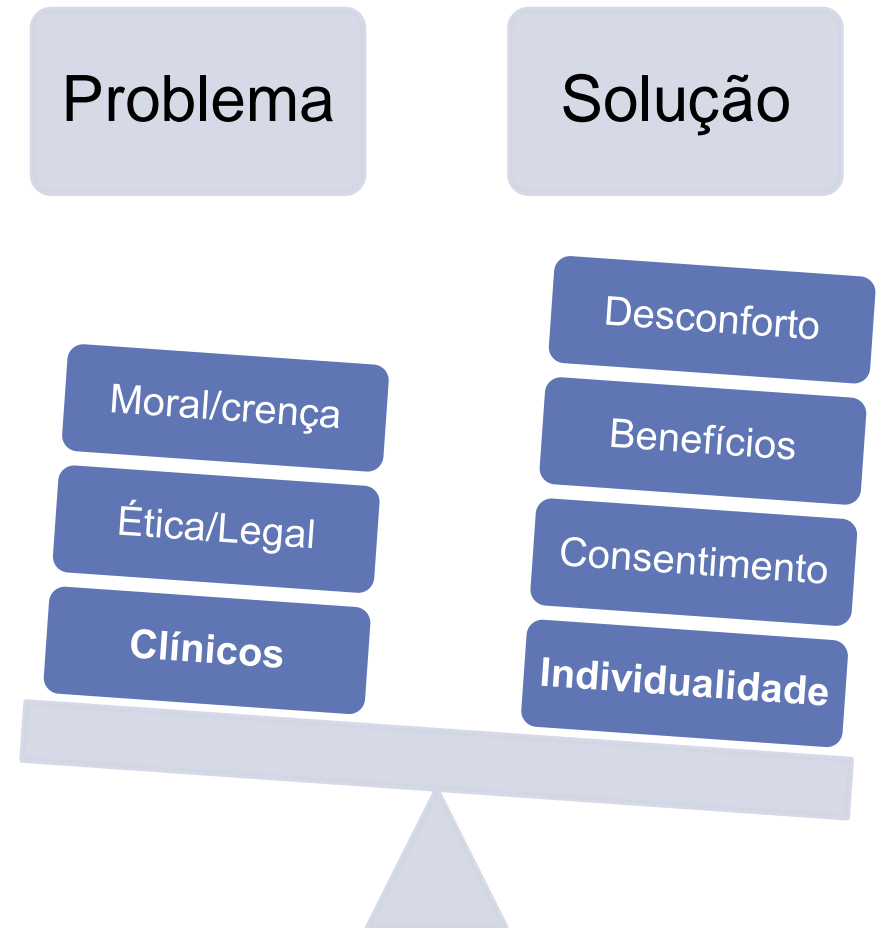 Problema
Solução
Moral/crença
Ética/Legal
Clínicos
Desconforto
Benefícios
Consentimento
Individualidade